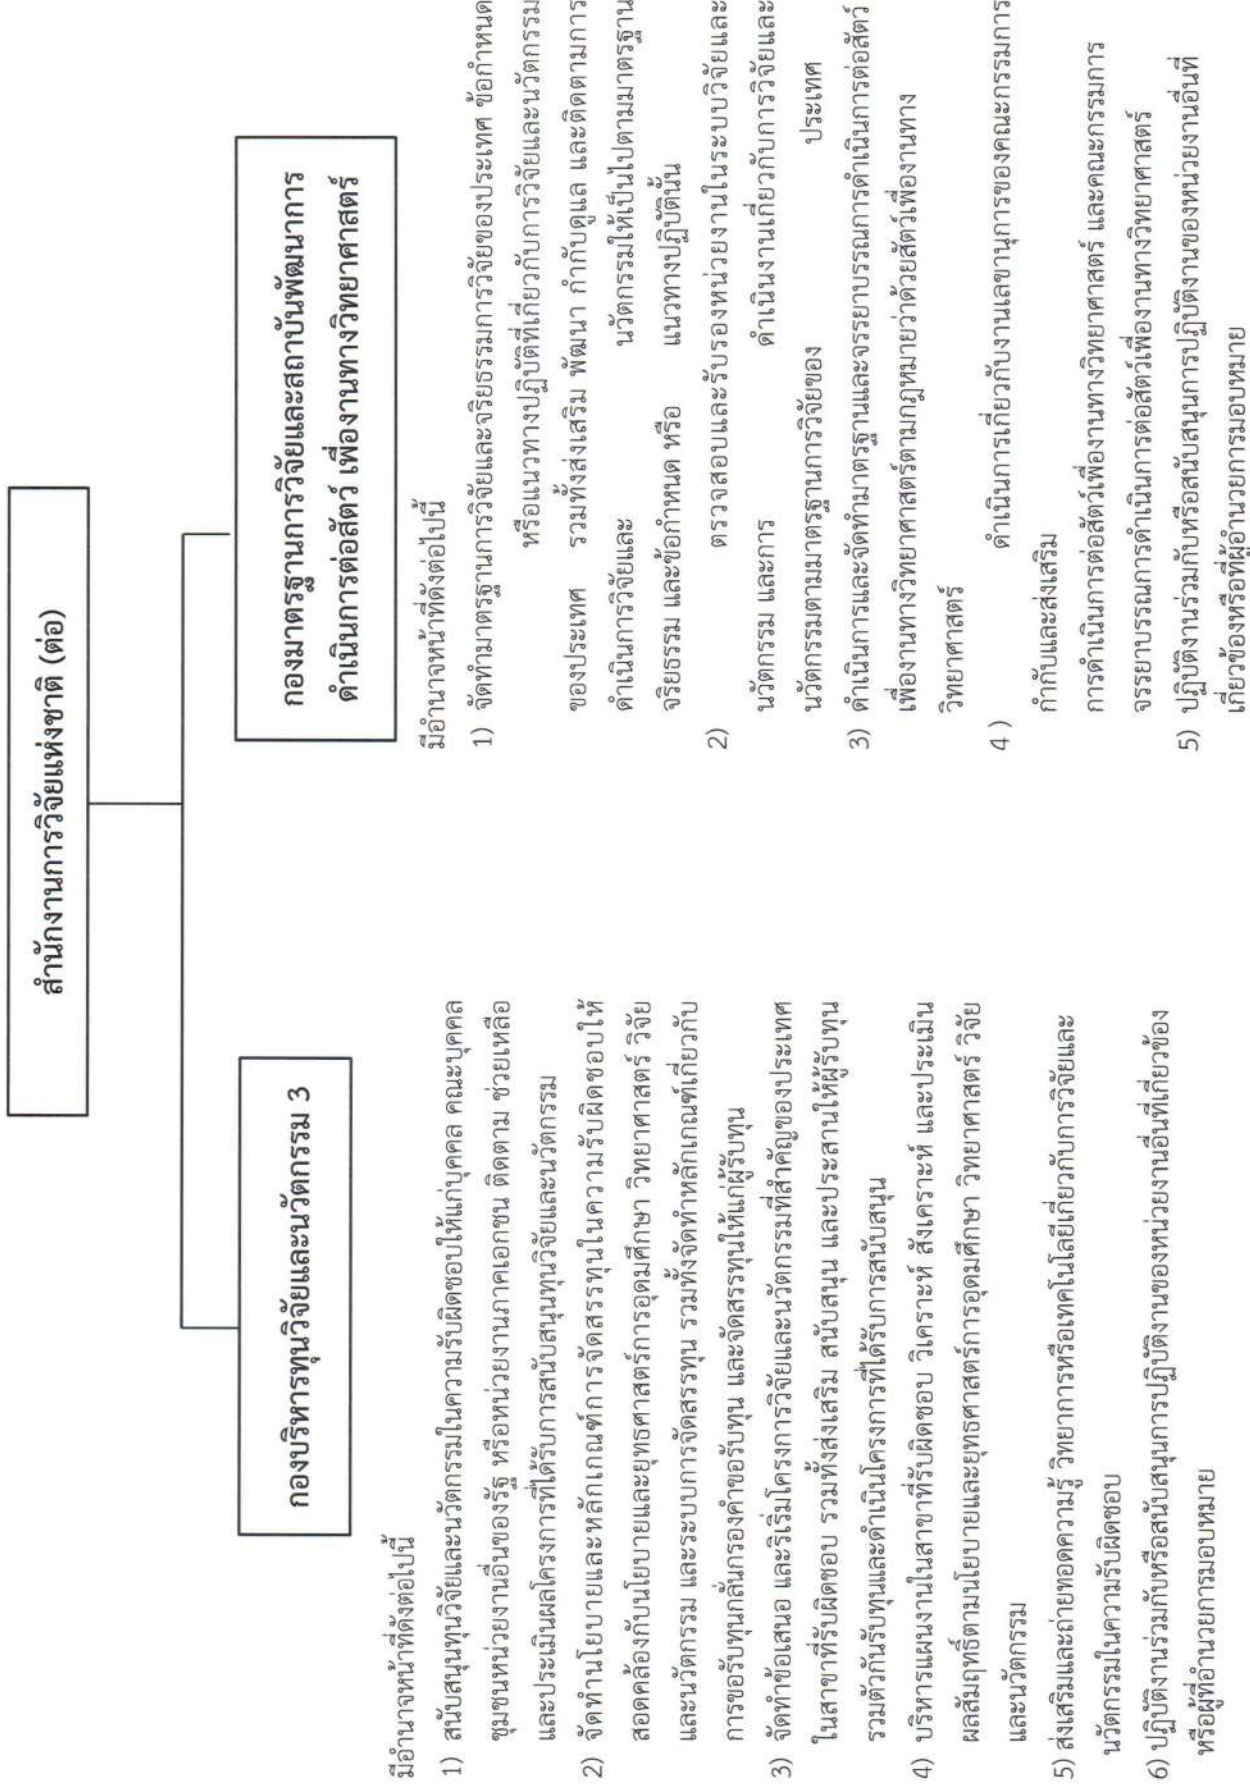 สำนักงานการวิจัยแห่งชาติ (ต่อ)
กองบริหารทุนวิจัยและนวัตกรรม 3
มีอำนาจหน้าที่ดังต่อไปนี้
1) สนับสนุนทุนวิจัยและนวัตกรรมในความรับผิดชอบให้แก่บุคคล คณะบุคคล
ชุมชนหน่วยงานอื่นของรัฐ หรือหน่วยงานภาคเอกชน ติดตาม ช่วยเหลือ
และประเมินผลโครงการที่ได้รับการสนับสนุนทุนวิจัยและนวัตกรรม
2) จัดทำนโยบายและหลักเกณฑ์การจัดสรรทุนในความรับผิดชอบให้
สอดคล้องกับนโยบายและยุทธศาสตร์การอุดมศึกษา วิทยาศาสตร์ วิจัย
และนวัตกรรม และระบบการจัดสรรทุน รวมทั้งจัดทำหลักเกณฑ์เกี่ยวกับ
การขอรับทุนกลั่นกรองคำขอรับทุน และจัดสรรทุนให้แก่ผู้รับทุน
3) จัดทำข้อเสนอ และริเริ่มโครงการวิจัยและนวัตกรรมที่สำคัญของประเทศ
ในสาขาที่รับผิดชอบ รวมทั้งส่งเสริม สนับสนุน และประสานให้ผู้รับทุน
รวมตัวกันรับทุนและดำเนินโครงการที่ได้รับการสนับสนุน
4) บริหารแผนงานในสาขาที่รับผิดชอบ วิเคราะห์ สังเคราะห์ และประเมิน
ผลสัมฤทธิ์ตามนโยบายและยุทธศาสตร์การอุดมศึกษา วิทยาศาสตร์ วิจัย
และนวัตกรรม
5) ส่งเสริมและถ่ายทอดความรู้ วิทยาการหรือเทคโนโลยีเกี่ยวกับการวิจัยและ
นวัตกรรมในความรับผิดชอบ
6) ปฏิบัติงานร่วมกับหรือสนับสนุนการปฏิบัติงานของหน่วยงานอื่นที่เกี่ยวข้อง
หรือผู้ที่อำนวยการมอบหมาย
กองมาตรฐานการวิจัยและสถาบันพัฒนาการ
ดำเนินการต่อสัตว์ เพื่องานทางวิทยาศาสตร์
มีอำนาจหน้าที่ดังต่อไปนี้
1) จัดทำมาตรฐานการวิจัยและจริยธรรมการวิจัยของประเทศ ข้อกำหนด
หรือแนวทางปฏิบัติที่เกี่ยวกับการวิจัยและนวัตกรรม
ของประเทศ รวมทั้งส่งเสริม พัฒนา กำกับดูแล และติดตามการ
ดำเนินการวิจัยและ นวัตกรรมให้เป็นไปตามมาตรฐาน
จริยธรรม และข้อกำหนด หรือ แนวทางปฏิบัตินั้น
2) ตรวจสอบและรับรองหน่วยงานในระบบวิจัยและ
นวัตกรรม และการ ดำเนินงานเกี่ยวกับการวิจัยและ
นวัตกรรมตามมาตรฐานการวิจัยของ ประเทศ
3) ดำเนินการและจัดทำมาตรฐานและจรรยาบรรณการดำเนินการต่อสัตว์
เพื่องานทางวิทยาศาสตร์ตามกฎหมายว่าด้วยสัตว์เพื่องานทาง
วิทยาศาสตร์
4 ) ดำเนินการเกี่ยวกับงานเลขานุการของคณะกรรมการ
กำกับและส่งเสริม
การดำเนินการต่อสัตว์เพื่องานทางวิทยาศาสตร์ และคณะกรรมการ
จรรยาบรรณการดำเนินการต่อสัตว์เพื่องานทางวิทยาศาสตร์
5) ปฏิบัติงานร่วมกับหรือสนับสนุนการปฏิบัติงานของหน่วยงานอื่นที่
เกี่ยวข้องหรือที่ผู้อำนวยการมอบหมาย